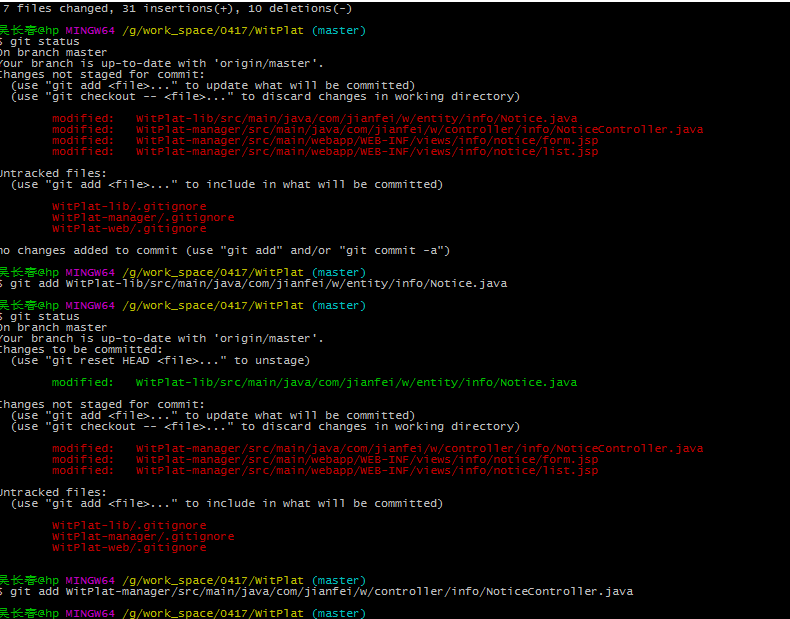 7 files changed, 31 insertions(+), 10 deletions(-)
吴长春@hp MINGW64 /g/work_space/0417/WitPlat (master)
$ git status
On branch master
Your branch is up-to-date with 'origin/master'.
Changes not staged for commit:
  (use "git add <file>..." to update what will be committed)
  (use "git checkout -- <file>..." to discard changes in working directory)
        modified:   WitPlat-lib/src/main/java/com/jianfei/w/entity/info/Notice.java
        modified:   WitPlat-manager/src/main/java/com/jianfei/w/controller/info/NoticeController.java
        modified:   WitPlat-manager/src/main/webapp/WEB-INF/views/info/notice/form.jsp
        modified:   WitPlat-manager/src/main/webapp/WEB-INF/views/info/notice/list.jsp
Untracked files:
  (use "git add <file>..." to include in what will be committed)
        WitPlat-lib/.gitignore
        WitPlat-manager/.gitignore
        WitPlat-web/.gitignore
no changes added to commit (use "git add" and/or "git commit -a")
吴长春@hp MINGW64 /g/work_space/0417/WitPlat (master)
$ git add WitPlat-lib/src/main/java/com/jianfei/w/entity/info/Notice.java
吴长春@hp MINGW64 /g/work_space/0417/WitPlat (master)
$ git status
On branch master
Your branch is up-to-date with 'origin/master'.
Changes to be committed:
  (use "git reset HEAD <file>..." to unstage)
        modified:   WitPlat-lib/src/main/java/com/jianfei/w/entity/info/Notice.java
Changes not staged for commit:
  (use "git add <file>..." to update what will be committed)
  (use "git checkout -- <file>..." to discard changes in working directory)
        modified:   WitPlat-manager/src/main/java/com/jianfei/w/controller/info/NoticeController.java
        modified:   WitPlat-manager/src/main/webapp/WEB-INF/views/info/notice/form.jsp
        modified:   WitPlat-manager/src/main/webapp/WEB-INF/views/info/notice/list.jsp
Untracked files:
  (use "git add <file>..." to include in what will be committed)
        WitPlat-lib/.gitignore
        WitPlat-manager/.gitignore
        WitPlat-web/.gitignore
吴长春@hp MINGW64 /g/work_space/0417/WitPlat (master)
$ git add WitPlat-manager/src/main/java/com/jianfei/w/controller/info/NoticeController.java
吴长春@hp MINGW64 /g/work_space/0417/WitPlat (master)